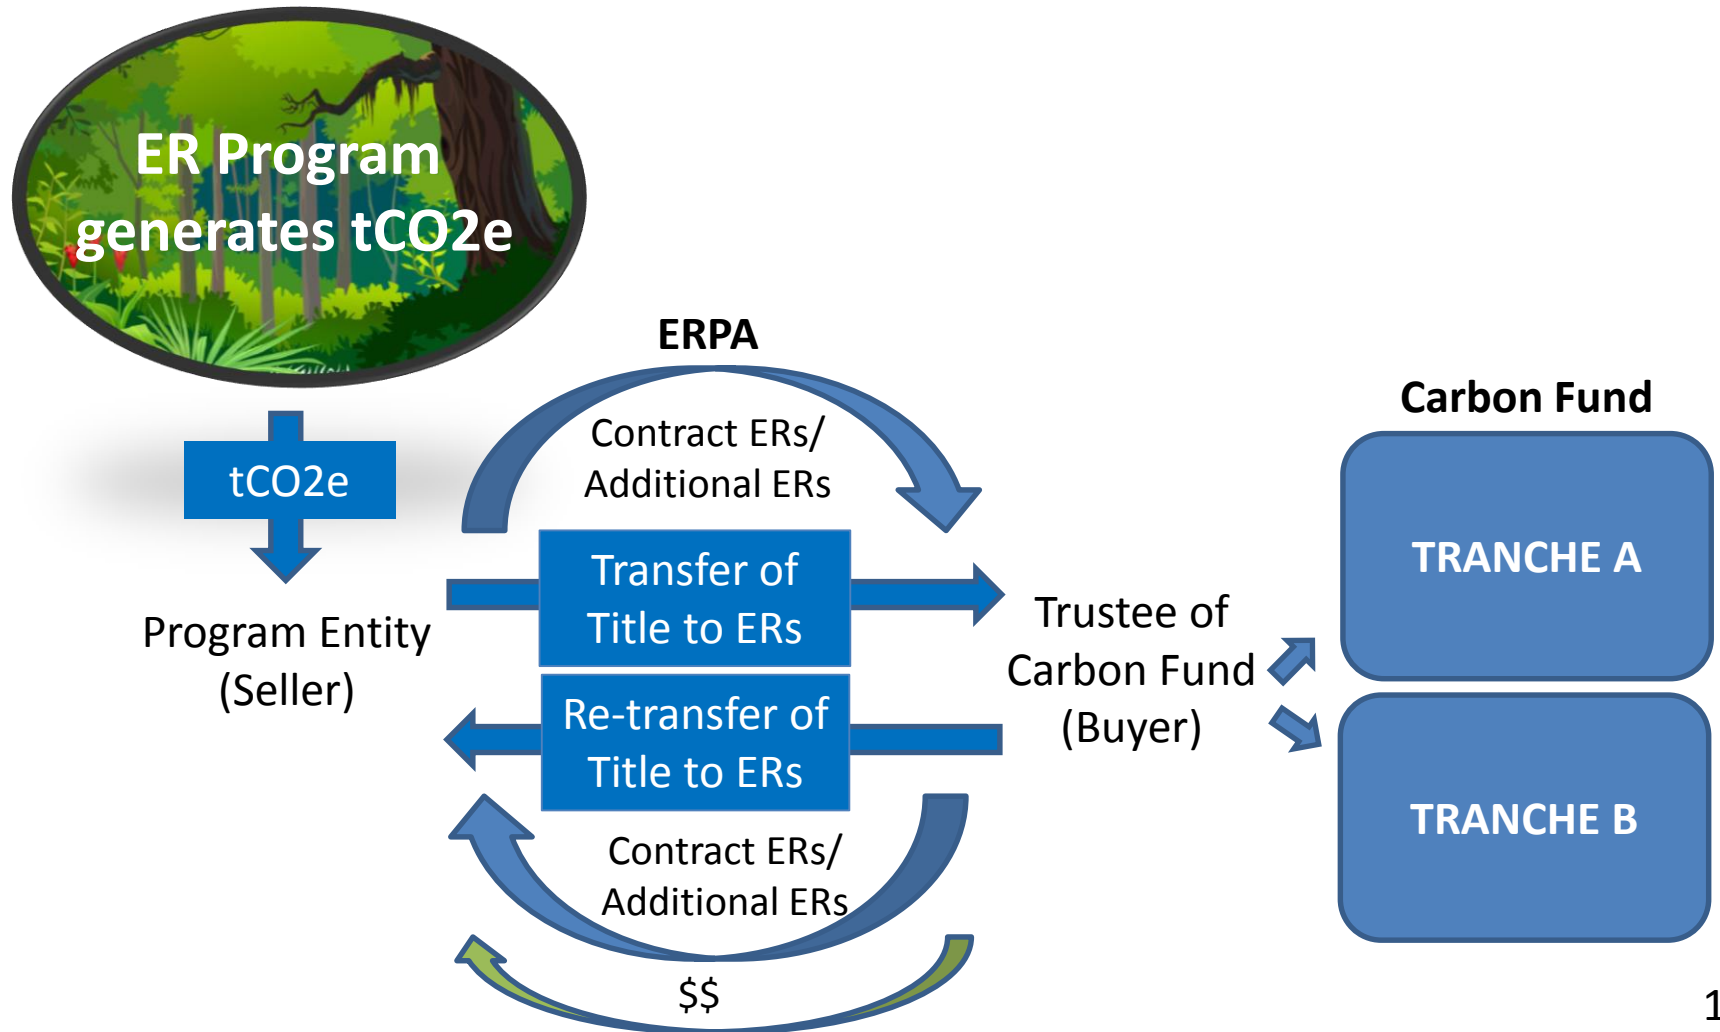 ER Program
generates tCO2e
ERPA
Contract ERs/
Additional ERs
Carbon Fund
tCO2e
TRANCHE A
Transfer of
Title to ERs
Program Entity
(Seller)
Trustee of
Carbon Fund
(Buyer)
Re-transfer of
Title to ERs
TRANCHE B
Contract ERs/
Additional ERs
$$
1